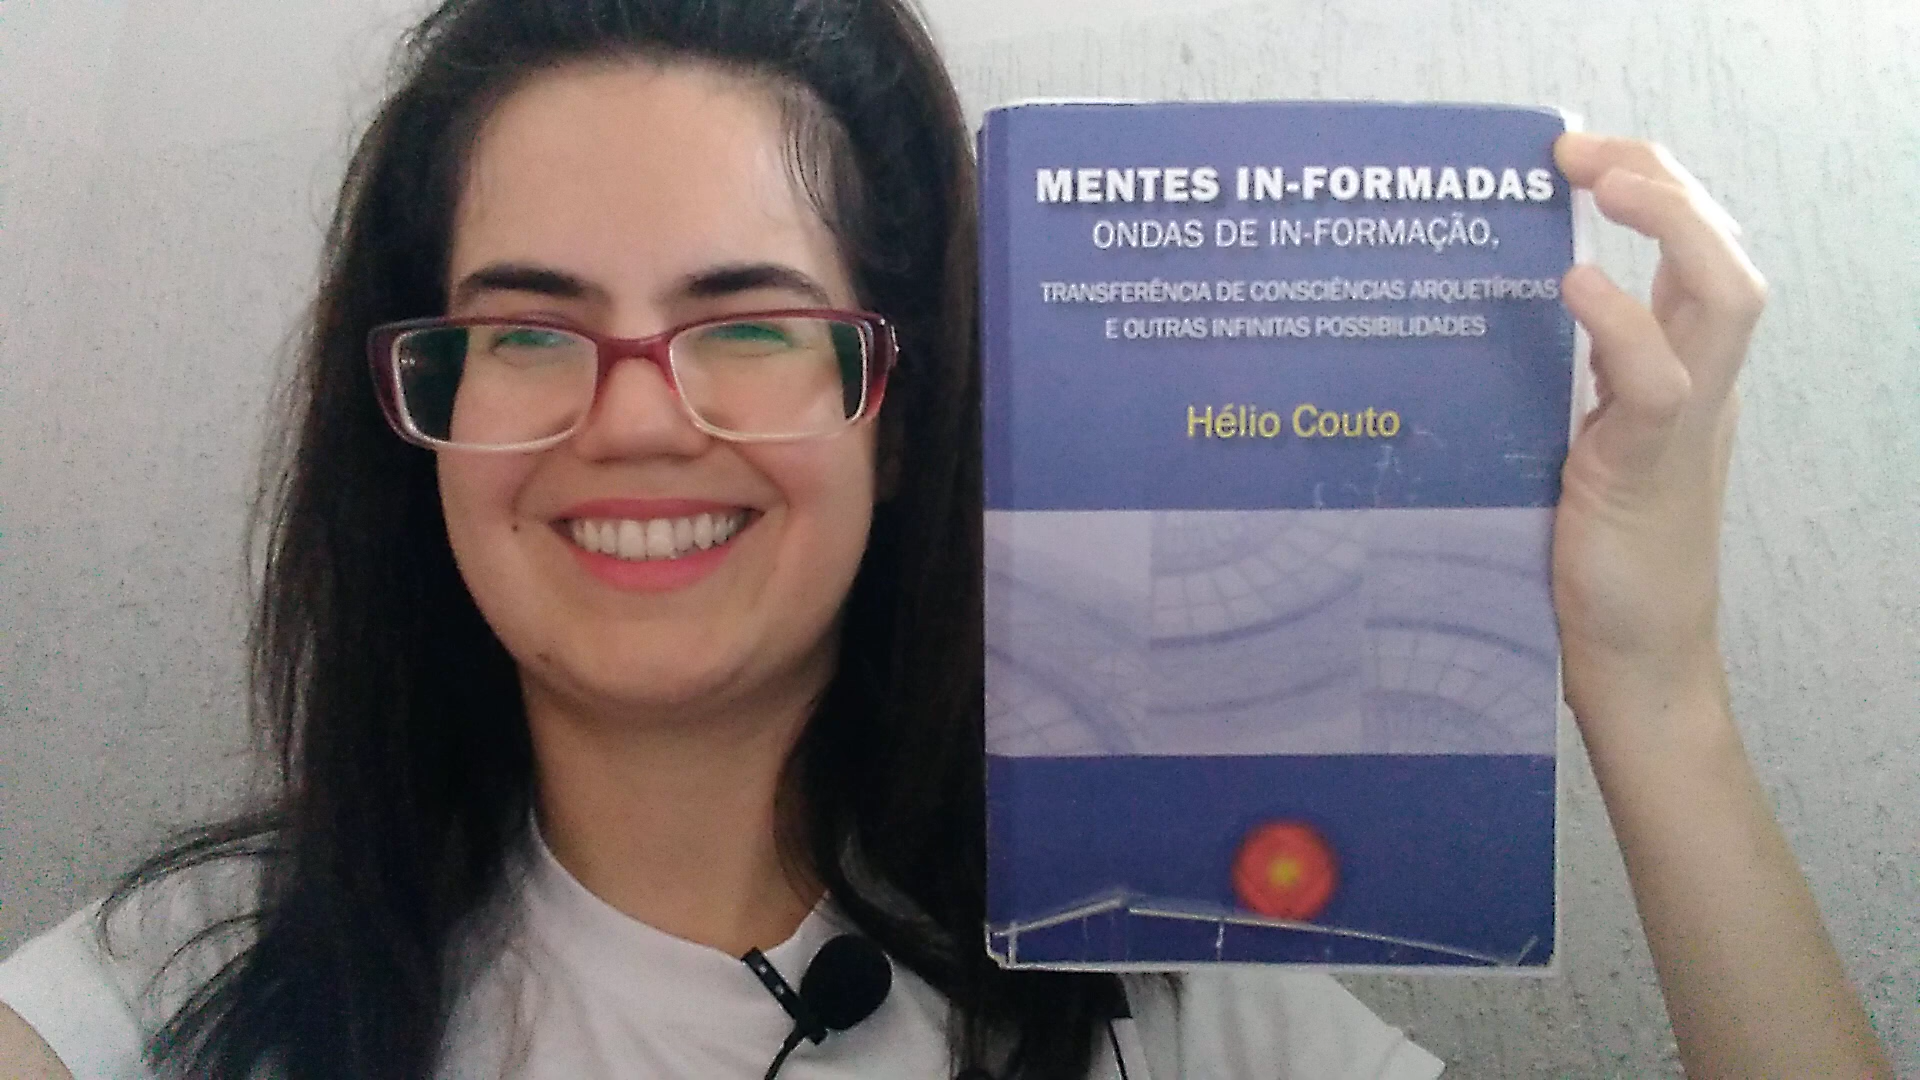 MENTES IN-FORMADAS
ONDAS DE IN-FORMAÇÃO,
TRANSFERÊNCIA DE CONSCIÊNCIAS ARQUETÍPICAS
E OUTRAS INFINITAS POSSIBILIDADES
Hélio Couto